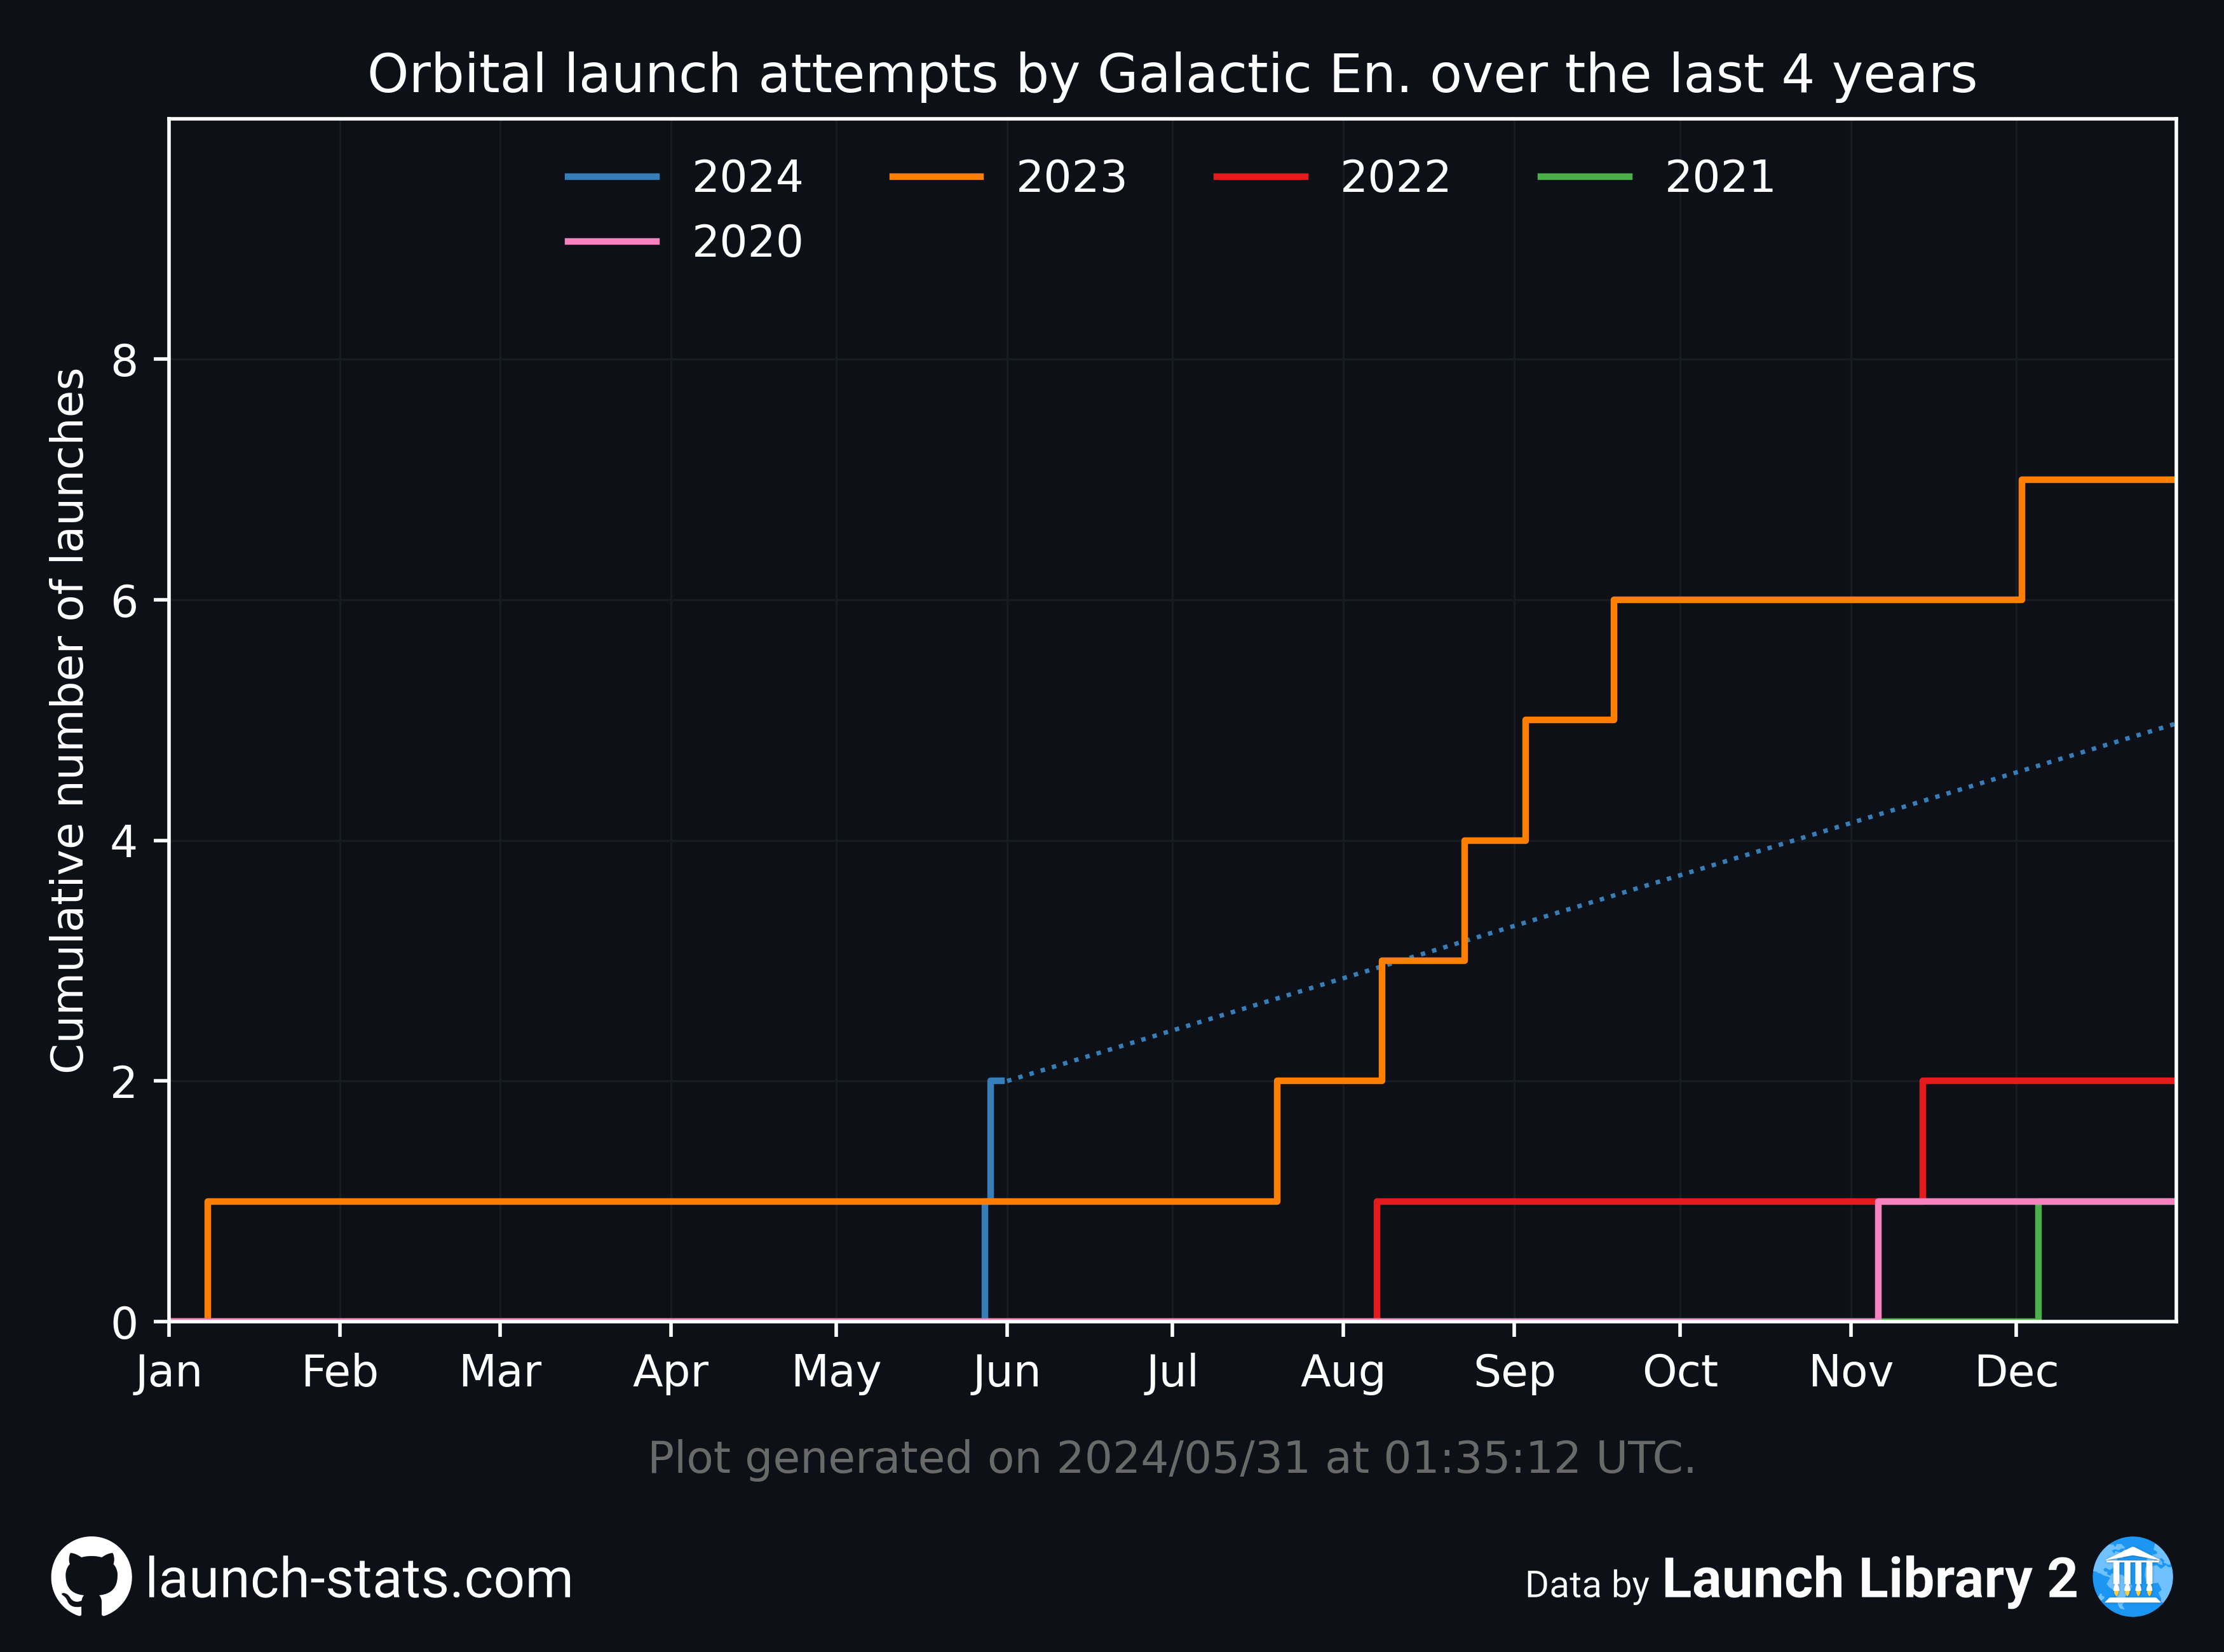 Orbital launch attempts by Galactic En. over the last 4 years
2024 2023 2022 2021
2020
Cumulative number of launches
8
6
4
2
0
Jan Feb Mar Apr May Jun Jul Aug Sep Oct Nov Dec
Plot generated on 2024/05/31 at 01:35:12 UTC.
launch-stats.com
Data by Launch Library 2